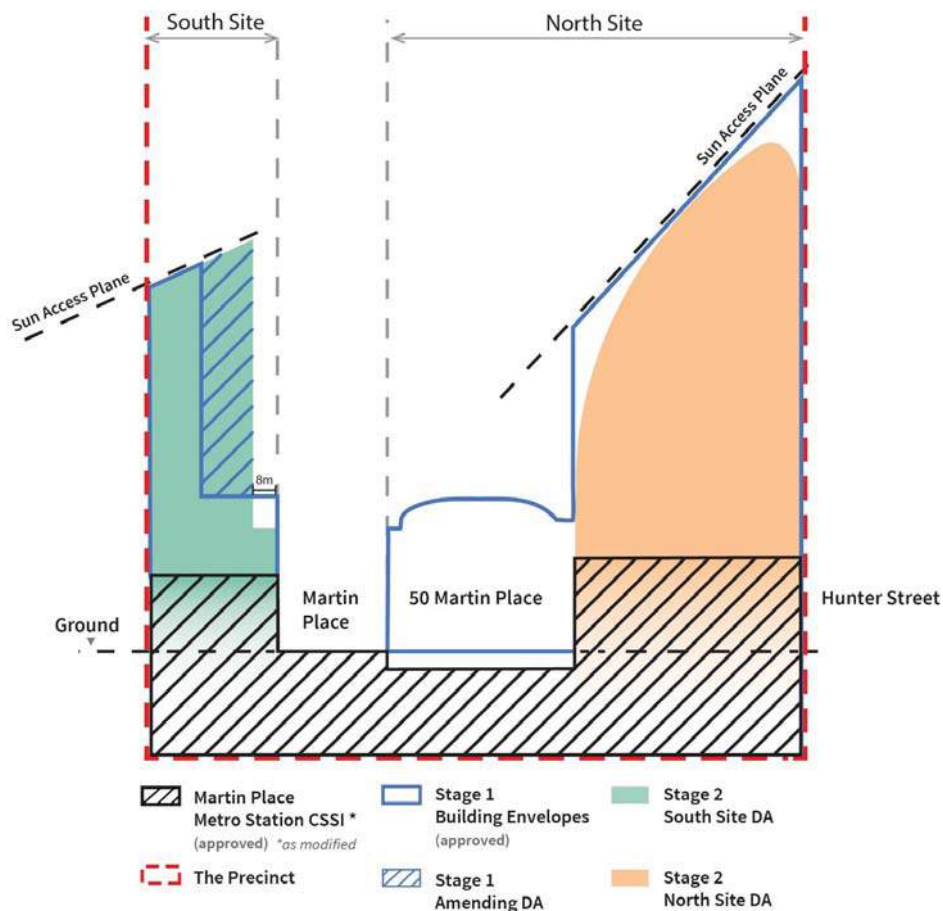 South Site
North Site
Sun Access Plane
Sun Access Plane
8m
Martin
Place
50 Martin Place
Hunter Street
Ground
Martin Place
Metro Station CSSI *
(approved) *as modified
Stage 1
Building Envelopes
(approved)
Stage 2
South Site DA
The Precinct
Stage 1
Amending DA
Stage 2
North Site DA